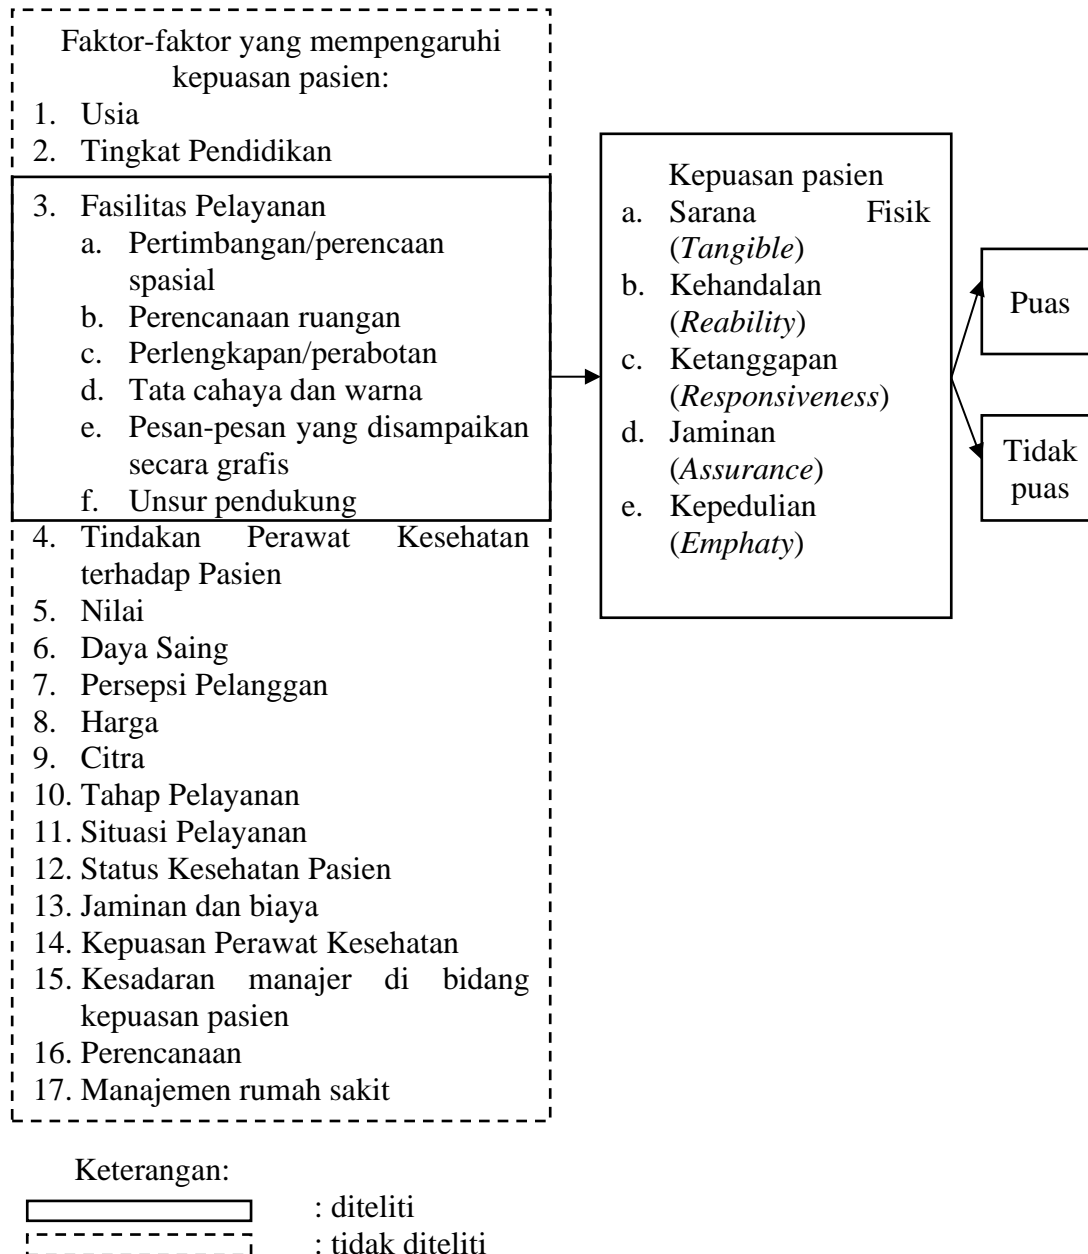 Faktor-faktor yang mempengaruhi
kepuasan pasien:
1. Usia
2. Tingkat Pendidikan
3. Fasilitas Pelayanan
a. Pertimbangan/perencaan
spasial
b. Perencanaan ruangan
c. Perlengkapan/perabotan
d. Tata cahaya dan warna
e. Pesan-pesan yang disampaikan
secara grafis
f. Unsur pendukung
4. Tindakan Perawat Kesehatan
terhadap Pasien
5. Nilai
6. Daya Saing
7. Persepsi Pelanggan
8. Harga
9. Citra
10. Tahap Pelayanan
11. Situasi Pelayanan
12. Status Kesehatan Pasien
13. Jaminan dan biaya
14. Kepuasan Perawat Kesehatan
15. Kesadaran manajer di bidang
kepuasan pasien
16. Perencanaan
17. Manajemen rumah sakit
Kepuasan pasien
a. Sarana Fisik
(Tangible)
b. Kehandalan
(Reability)
c. Ketanggapan
(Responsiveness)
d. Jaminan
(Assurance)
e. Kepedulian
(Emphaty)
Puas
Tidak
puas
Keterangan:
: diteliti
: tidak diteliti